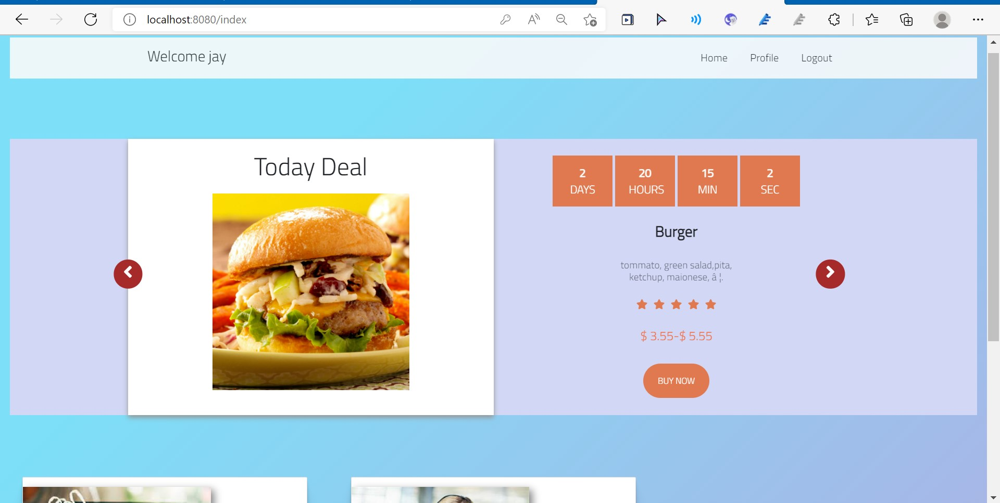 localhost:8080/index
Welcome jay
Home Profile Logout
Today Deal
2 20 15 2
DAYS HOURS MIN SEC
Burger
tommato, green salad,pita,
ketchup, maionese, â ¦.
$ 3.55-$ 5.55
BUY NOW